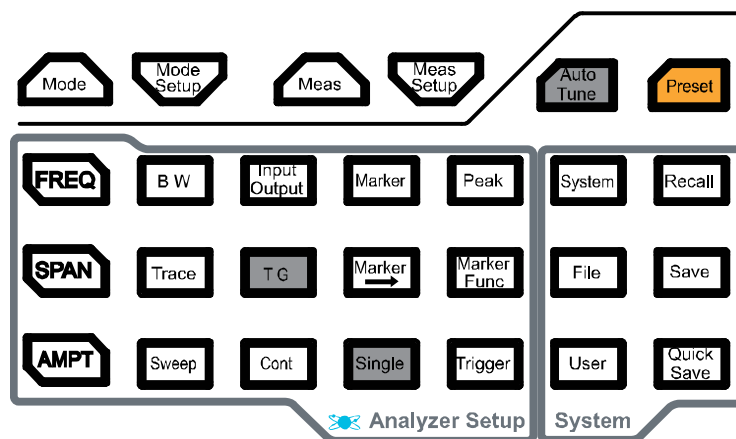 Mode
Mode
Setup
Meas
Meas
Setup
Auto
Tune
Preset
FREQ
B W
Input
Output
Marker
Peak
System
Recall
SPAN
Trace
T G
Marker
Marker
Func
File
Save
AMPT
Sweep
Cont
Single
Trigger
User
Quick
Save
Analyzer Setup
System